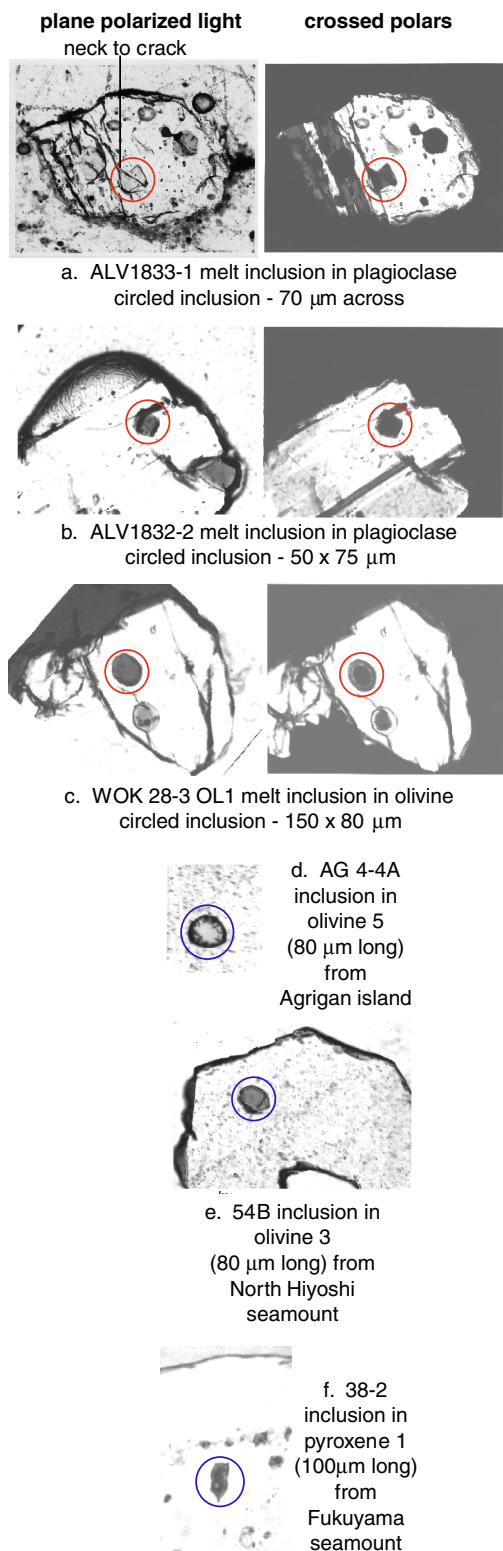 plane polarized light
crossed polars
neck to crack
a. ALV1833-1 melt inclusion in plagioclase
circled inclusion - 70 μm across
b. ALV1832-2 melt inclusion in plagioclase
circled inclusion - 50 x 75 μm
c. WOK 28-3 OL1 melt inclusion in olivine
circled inclusion - 150 x 80 μm
d. AG 4-4A
inclusion in
olivine 5
(80 μm long)
from
Agrigan island
e. 54B inclusion in
olivine 3
(80 μm long) from
North Hiyoshi
seamount
f. 38-2
inclusion in
pyroxene 1
(100μm long)
from
Fukuyama
seamount